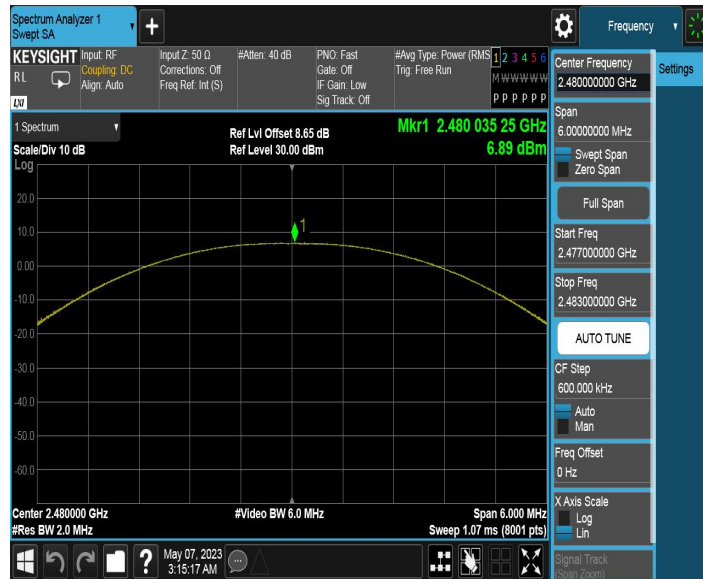 Spectrum Analyzer 1
Swept SA
Frequency
KEYSIGHT
RL
LXI
Input: RF
Coupling: DC
Align: Auto
Input Z: 50 Ω
Corrections: Off
Freq Ref: Int (S)
#Atten: 40 dB
PNO: Fast
Gate: Off
IF Gain: Low
Sig Track: Off
#Avg Type: Power (RMS
Trig: Free Run
1 2 3 4 5 6
M W W W W W
P P P P P P
1 Spectrum
Scale/Div 10 dB
Ref Lvl Offset 8.65 dB
Ref Level 30.00 dBm
Mkr1 2.480 035 25 GHz
6.89 dBm
Log
20.0
10.0
0.00
-10.0
-20.0
-30.0
-40.0
-50.0
-60.0
1
Center 2.480000 GHz
#Res BW 2.0 MHz
#Video BW 6.0 MHz
Span 6.000 MHz
Sweep 1.07 ms (8001 pts)
May 07, 2023
3:15:17 AM
Center Frequency
2.480000000 GHz
Settings
Span
6.00000000 MHz
Swept Span
Zero Span
Full Span
Start Freq
2.477000000 GHz
Stop Freq
2.483000000 GHz
AUTO TUNE
CF Step
600.000 kHz
Auto
Man
Freq Offset
0 Hz
X Axis Scale
Log
Lin
Signal Track
(Span Zoom)